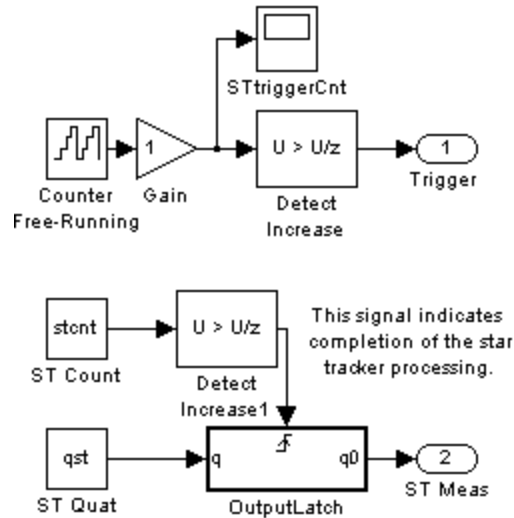 STtriggerCnt
1
U > U/z
1
Counter
Free-Running
Gain
Detect
Increase
Trigger
stcnt
U > U/z
This signal indicates
completion of the star
tracker processing.
ST Count
Detect
Increase1
qst
q
q0
2
ST Quat
OutputLatch
ST Meas